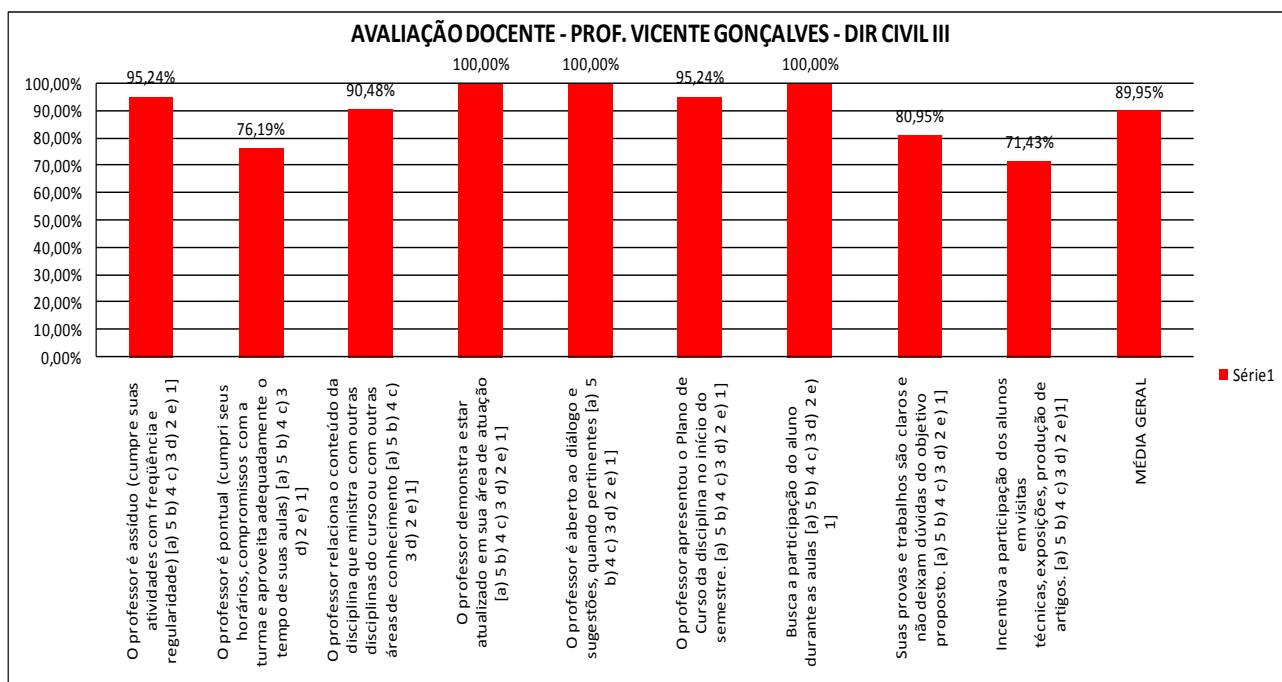 AVALIAÇÃO DOCENTE - PROF. VICENTE GONÇALVES - DIR CIVIL III
100,00%
90,00%
80,00%
70,00%
60,00%
50,00%
40,00%
30,00%
20,00%
10,00%
0,00%
95,24%
76,19%
90,48%
100,00%
100,00%
95,24%
100,00%
80,95%
71,43%
89,95%
O professor é assíduo (cumpre suas
atividades com freqüência e
regularidade) [a) 5 b) 4 c) 3 d) 2 e) 1]
O professor é pontual (cumpri seus
horários, compromissos com a
turma e aproveita adequadamente o
tempo de suas aulas) [a) 5 b) 4 c) 3
d) 2 e) 1]
O professor relaciona o conteúdo da
disciplina que ministra com outras
disciplinas do curso ou com outras
áreas de conhecimento [a) 5 b) 4 c)
3 d) 2 e) 1]
O professor demonstra estar
atualizado em sua área de atuação
[a) 5 b) 4 c) 3 d) 2 e) 1]
O professor é aberto ao diálogo e
sugestões, quando pertinentes [a) 5
b) 4 c) 3 d) 2 e) 1]
O professor apresentou o Plano de
Curso da disciplina no início do
semestre. [a) 5 b) 4 c) 3 d) 2 e) 1]
Busca a participação do aluno
durante as aulas [a) 5 b) 4 c) 3 d) 2 e)
1]
Suas provas e trabalhos são claros e
não deixam dúvidas do objetivo
proposto. [a) 5 b) 4 c) 3 d) 2 e) 1]
Incentiva a participação dos alunos
em visitas
técnicas, exposições, produção de
artigos. [a) 5 b) 4 c) 3 d) 2 e)1]
MÉDIA GERAL
Série1